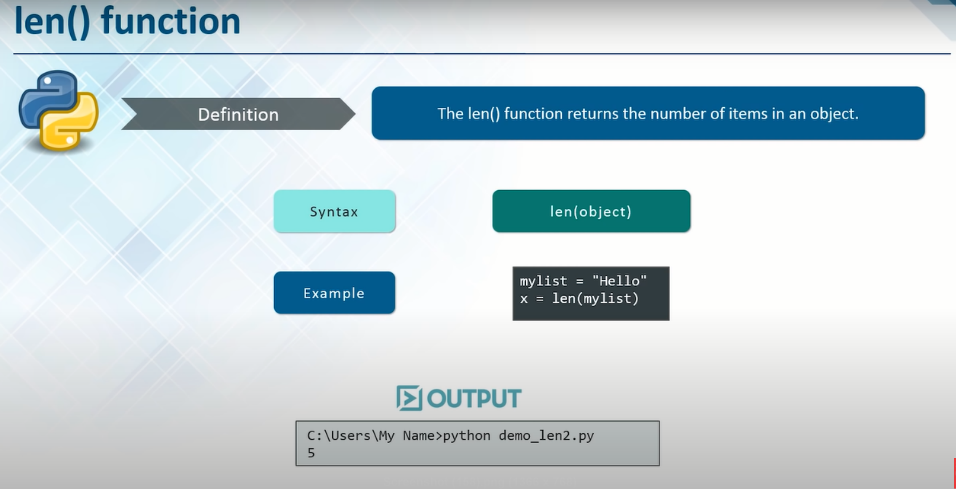 len() function
Definition
The len() function returns the number of items in an object.
Syntax
len(object)
Example
mylist = "Hello"
x = len(mylist)
OUTPUT
C:\Users\My Name>python demo_len2.py
5